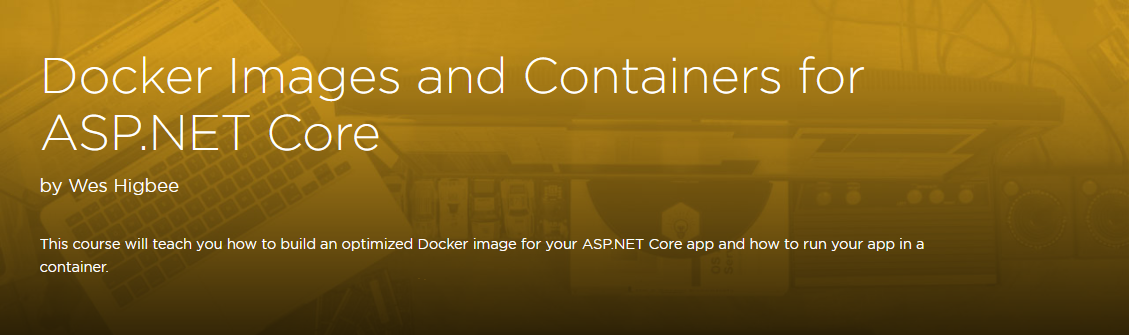 Docker Images and Containers for
ASP.NET Core
by Wes Higbee
This course will teach you how to build an optimized Docker image for your ASP.NET Core app and how to run your app in a
container.